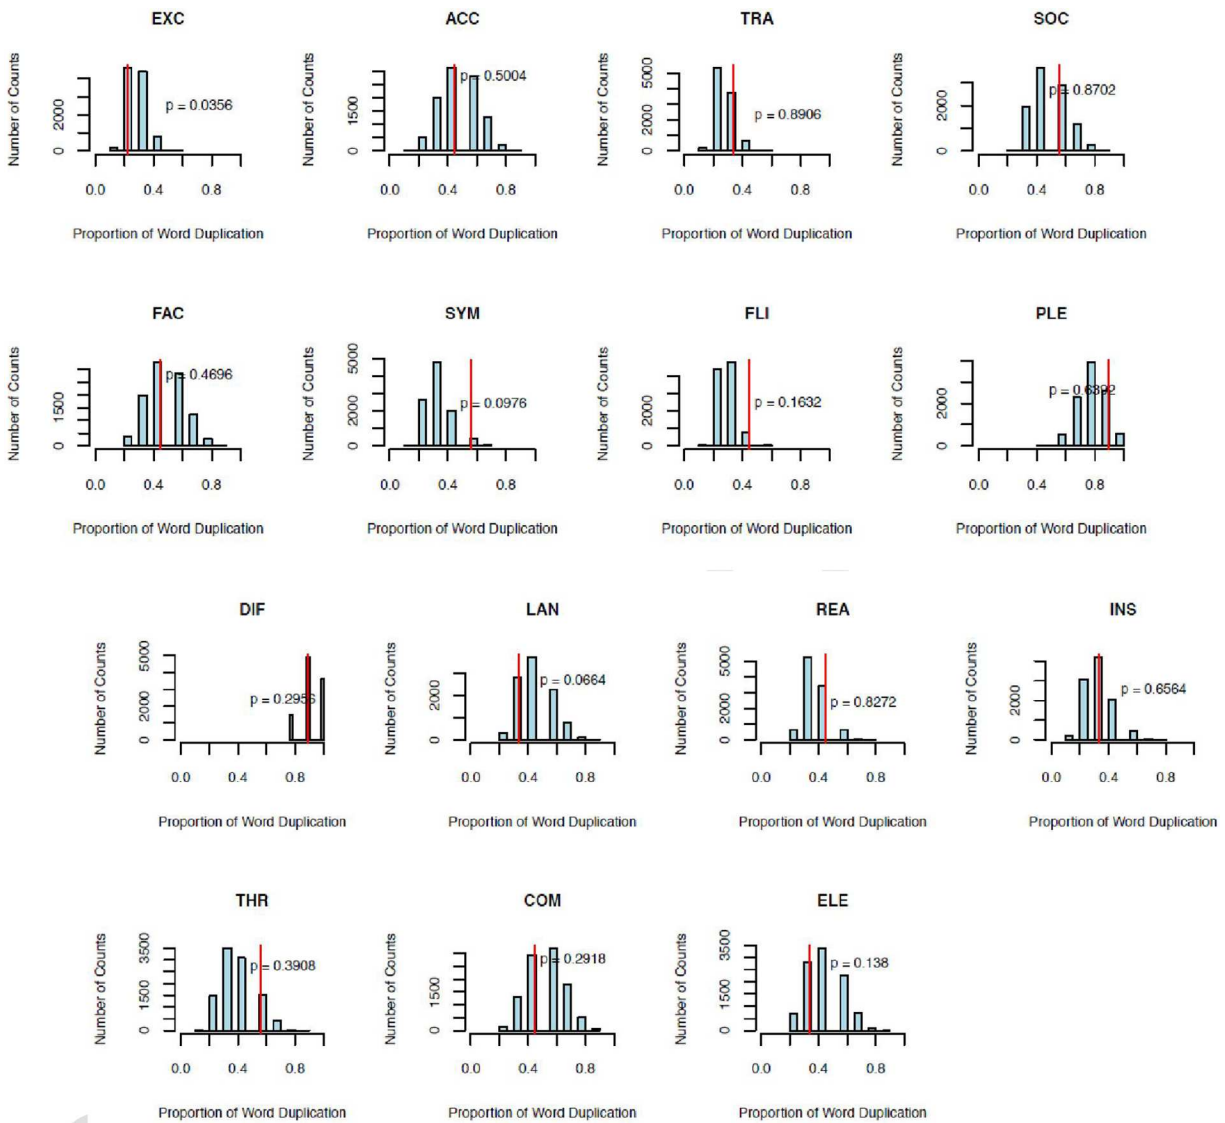 EXC
ACC
TRA
SOC
Number of Counts
2000
0
p = 0.0356
0.0 0.4 0.8
Proportion of Word Duplication
Number of Counts
1500
0
p = 0.5004
0.0 0.4 0.8
Proportion of Word Duplication
Number of Counts
5000
2000
0
p = 0.8906
0.0 0.4 0.8
Proportion of Word Duplication
Number of Counts
2000
0
p = 0.8702
0.0 0.4 0.8
Proportion of Word Duplication
FAC
SYM
FLI
PLE
Number of Counts
1500
0
p = 0.4696
0.0 0.4 0.8
Proportion of Word Duplication
Number of Counts
5000
2000
0
p = 0.0976
0.0 0.4 0.8
Proportion of Word Duplication
Number of Counts
2000
0
p = 0.1632
0.0 0.4 0.8
Proportion of Word Duplication
Number of Counts
2000
0
p = 0.6392
0.0 0.4 0.8
Proportion of Word Duplication
DIF
LAN
REA
INS
Number of Counts
5000
2000
0
p = 0.2956
0.0 0.4 0.8
Proportion of Word Duplication
Number of Counts
2000
0
p = 0.0664
0.0 0.4 0.8
Proportion of Word Duplication
Number of Counts
5000
2000
0
p = 0.8272
0.0 0.4 0.8
Proportion of Word Duplication
Number of Counts
2000
0
p = 0.6564
0.0 0.4 0.8
Proportion of Word Duplication
THR
COM
ELE
Number of Counts
3500
1500
0
p = 0.3908
0.0 0.4 0.8
Proportion of Word Duplication
Number of Counts
1500
0
p = 0.2918
0.0 0.4 0.8
Proportion of Word Duplication
Number of Counts
3500
1500
0
p = 0.138
0.0 0.4 0.8
Proportion of Word Duplication